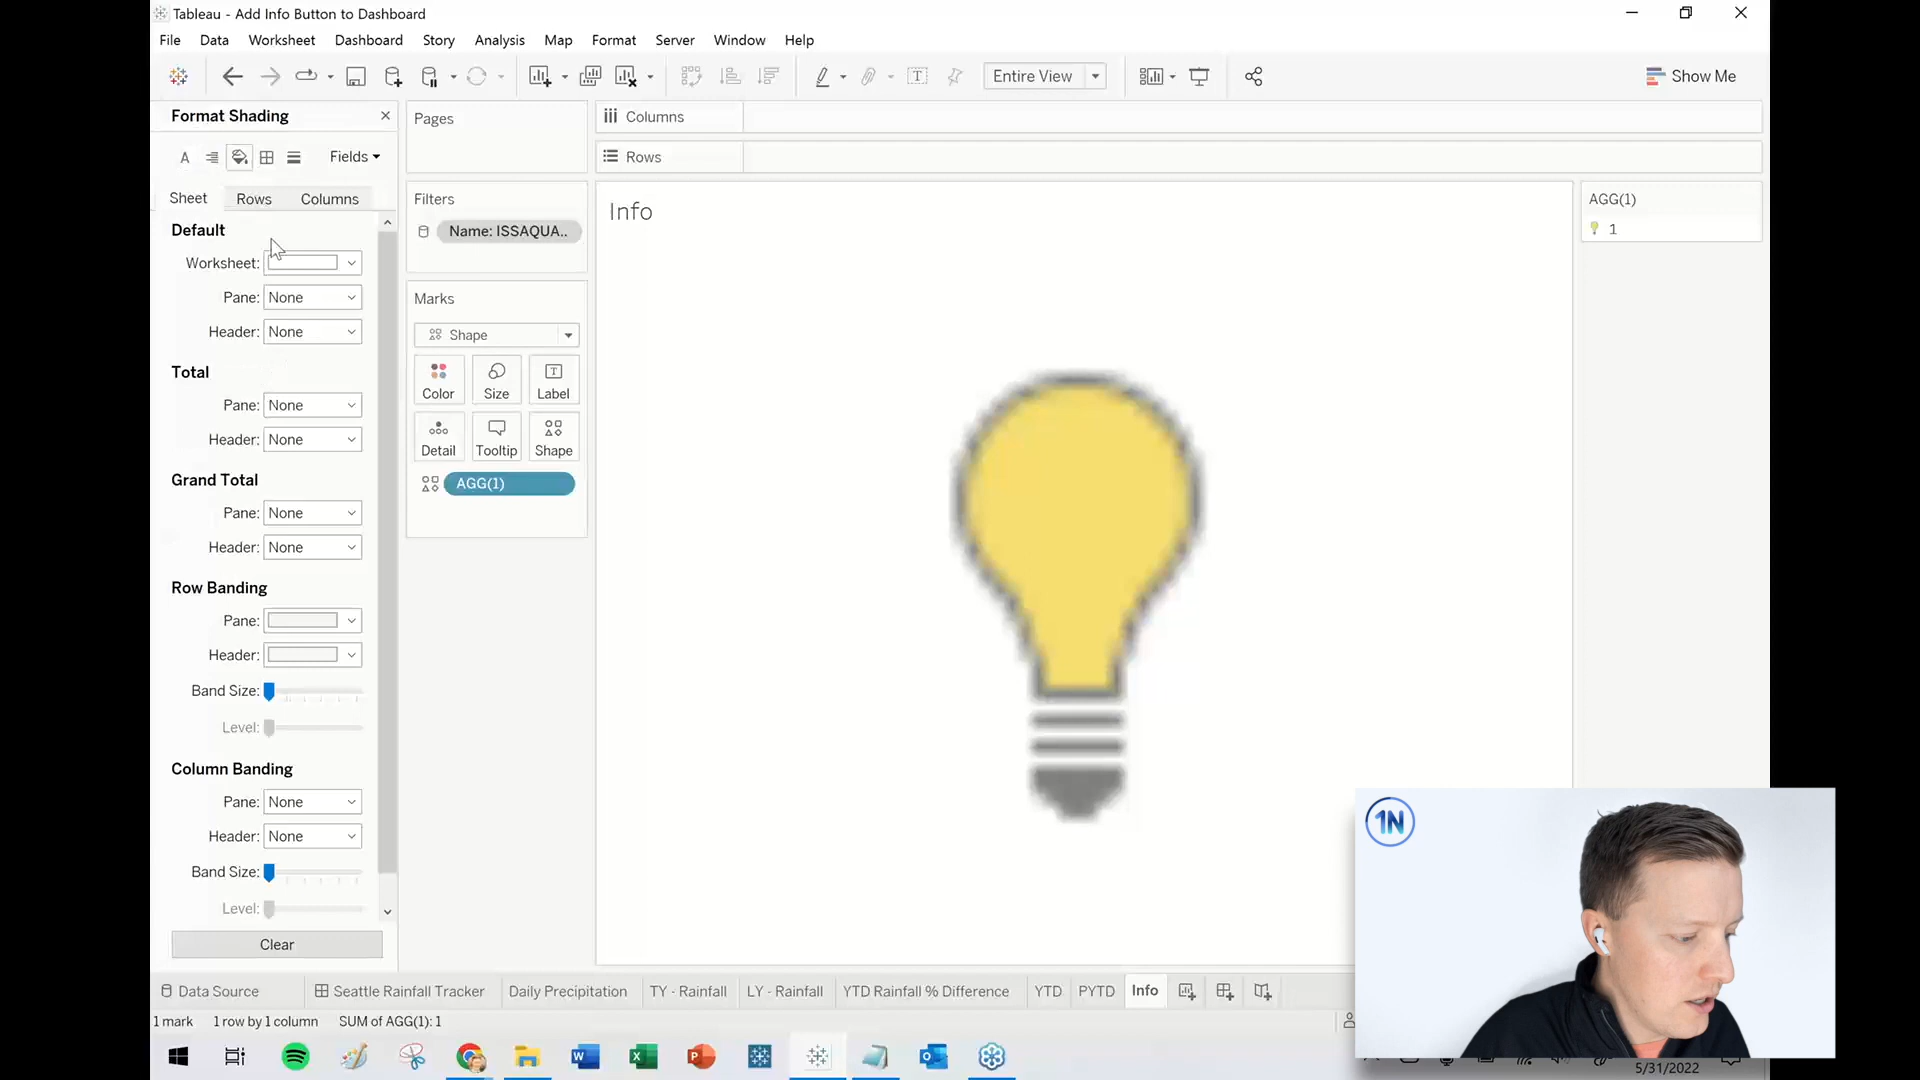 Tableau - Add Info Button to Dashboard
File Data Worksheet Dashboard Story Analysis Map Format Server Window Help
Entire View
Show Me
Format Shading
Fields
Sheet Rows Columns
Default
Worksheet:
Pane: None
Header: None
Total
Pane: None
Header: None
Grand Total
Pane: None
Header: None
Row Banding
Pane:
Header:
Band Size:
Level:
Column Banding
Pane: None
Header: None
Band Size:
Level:
Clear
Pages
Filters
Name: ISSAQUA..
Marks
Shape
Color Size Label
Detail Tooltip Shape
AGG(1)
Columns
Rows
Info
AGG(1)
1
1N
Data Source Seattle Rainfall Tracker Daily Precipitation TY - Rainfall LY - Rainfall YTD Rainfall % Difference YTD PYTD Info
1 mark 1 row by 1 column SUM of AGG(1): 1
5/31/2022